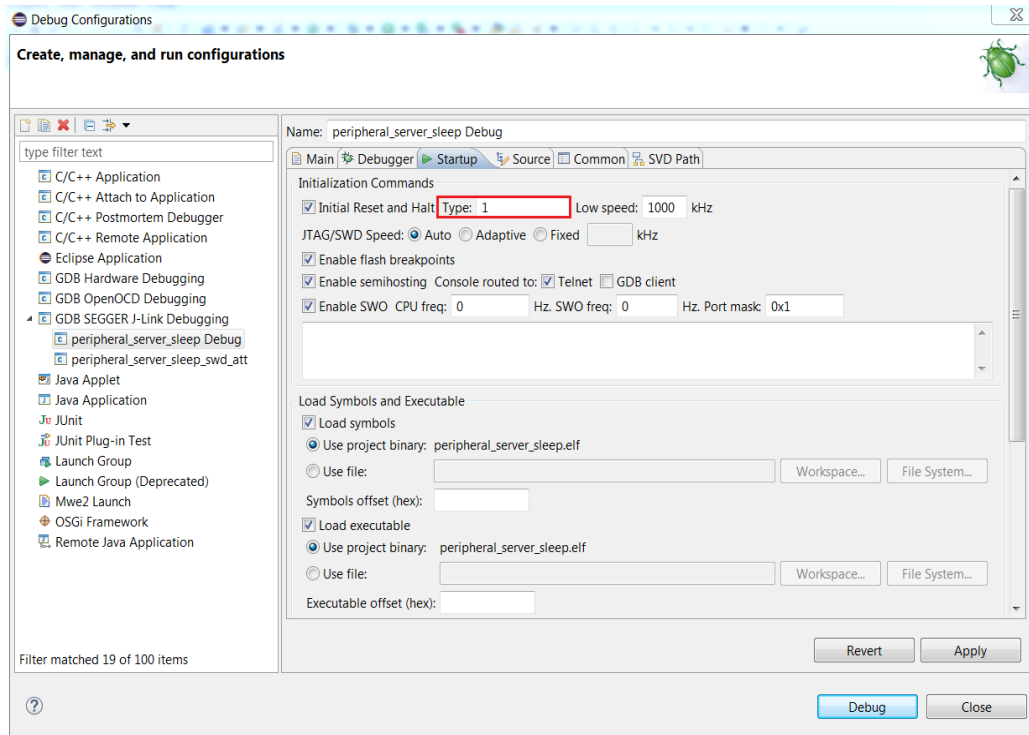 Debug Configurations
Create, manage, and run configurations
type filter text
C/C++ Application
C/C++ Attach to Application
C/C++ Postmortem Debugger
C/C++ Remote Application
Eclipse Application
GDB Hardware Debugging
GDB OpenOCD Debugging
GDB SEGGER J-Link Debugging
peripheral_server_sleep Debug
peripheral_server_sleep_swd_att
Java Applet
Java Application
Ju JUnit
JUnit Plug-in Test
Launch Group
Launch Group (Deprecated)
Mwe2 Launch
OSGi Framework
Remote Java Application
Filter matched 19 of 100 items
Name: peripheral_server_sleep Debug
Main Debugger Startup Source Common SVD Path
Initialization Commands
Initial Reset and Halt Type: 1 Low speed: 1000 kHz
JTAG/SWD Speed: Auto Adaptive Fixed kHz
Enable flash breakpoints
Enable semihosting Console routed to: Telnet GDB client
Enable SWO CPU freq: 0 Hz. SWO freq: 0 Hz. Port mask: 0x1
Load Symbols and Executable
Load symbols
Use project binary: peripheral_server_sleep.elf
Use file: Workspace... File System...
Symbols offset (hex):
Load executable
Use project binary: peripheral_server_sleep.elf
Use file: Workspace... File System...
Executable offset (hex):
Revert Apply
Debug Close